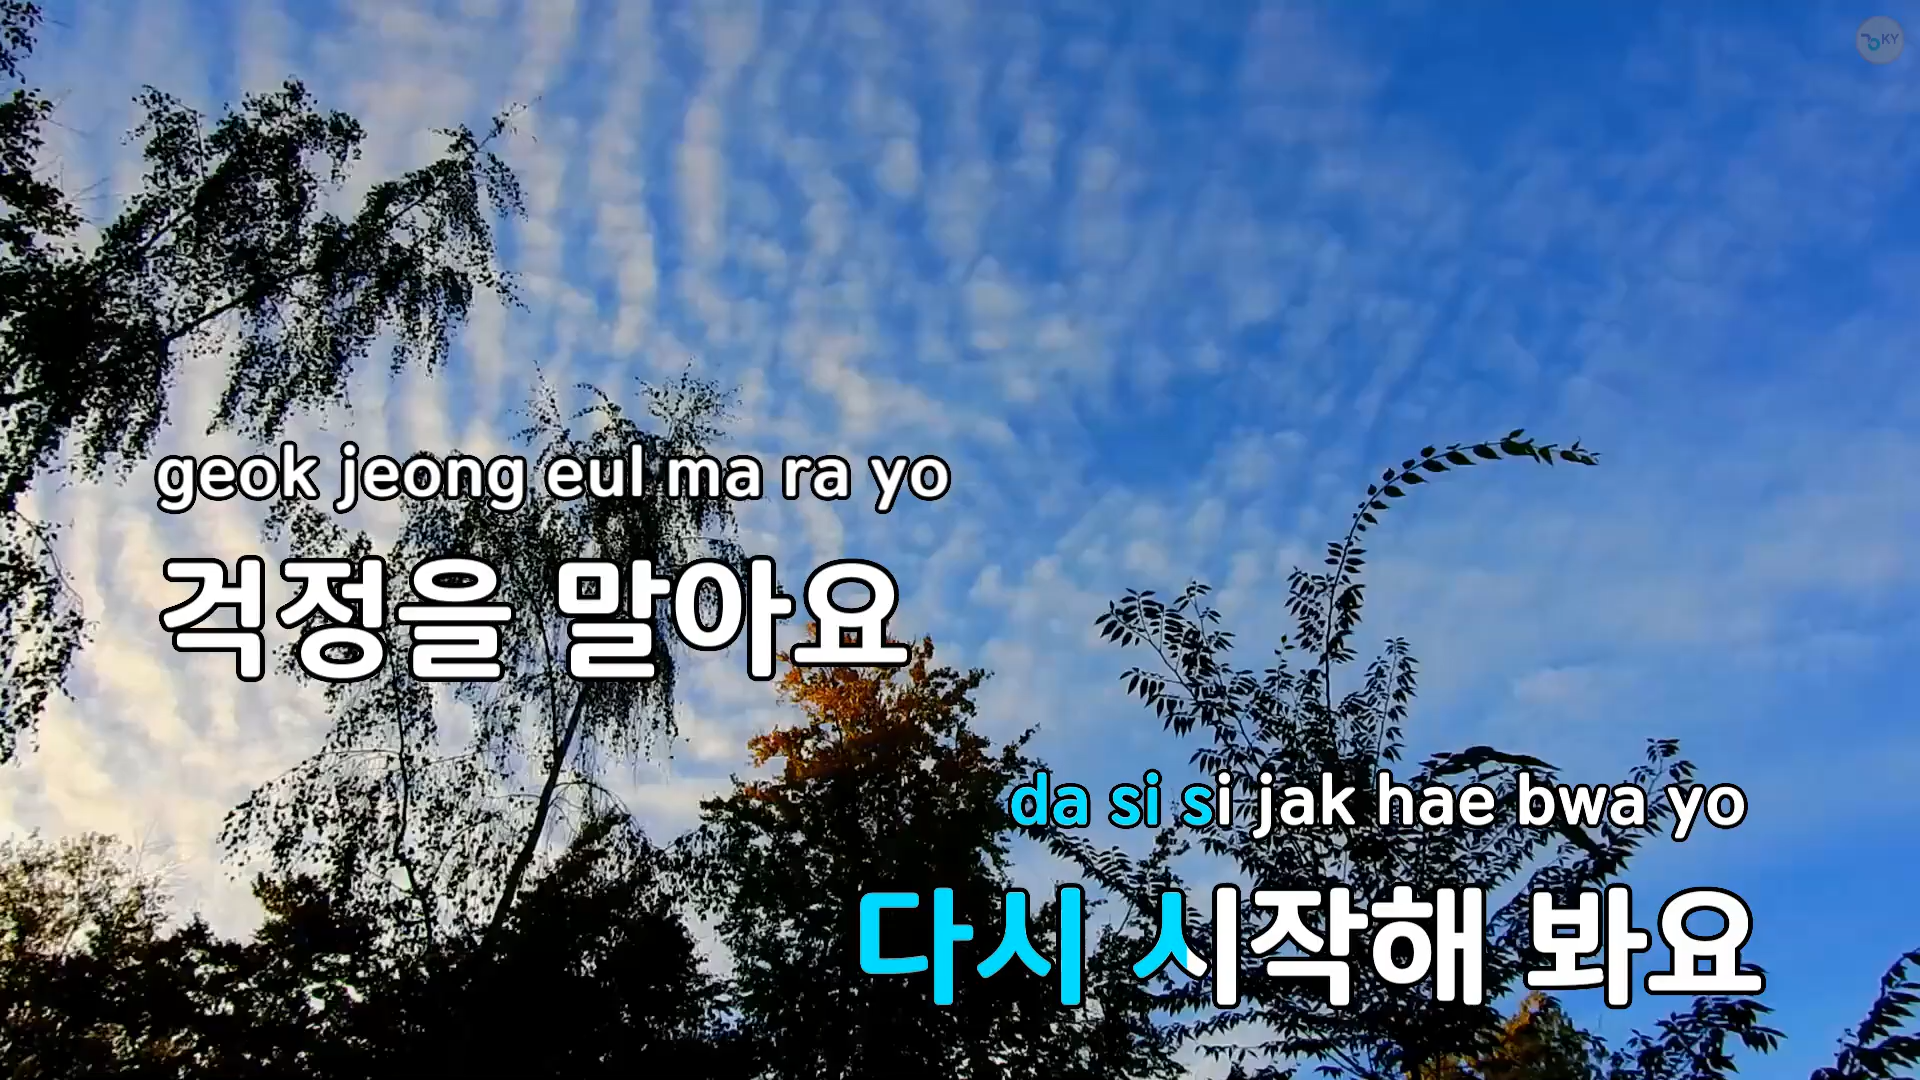 KY
geok jeong eul ma ra yo
걱정을 말아요
da si si jak hae bwa yo
다시 시작해 봐요